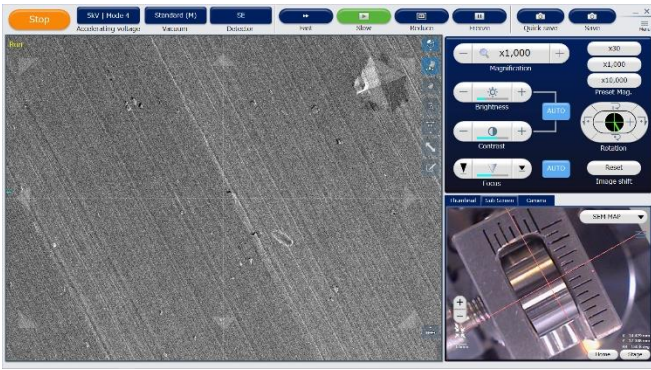 Stop
5kV | Mode 4
Accelerating voltage
Standard (M)
Vacuum
SE
Detector
Fast
Slow
Reduce
Freeze
Quick save
Save
Menu
Run
x1,000
Magnification
Brightness
AUTO
Contrast
AUTO
Focus
x30
x1,000
x10,000
Preset Mag.
Rotation
Reset
Image shift
Thumbnail
Sub Screen
Camera
SEM MAP
Home
Stage